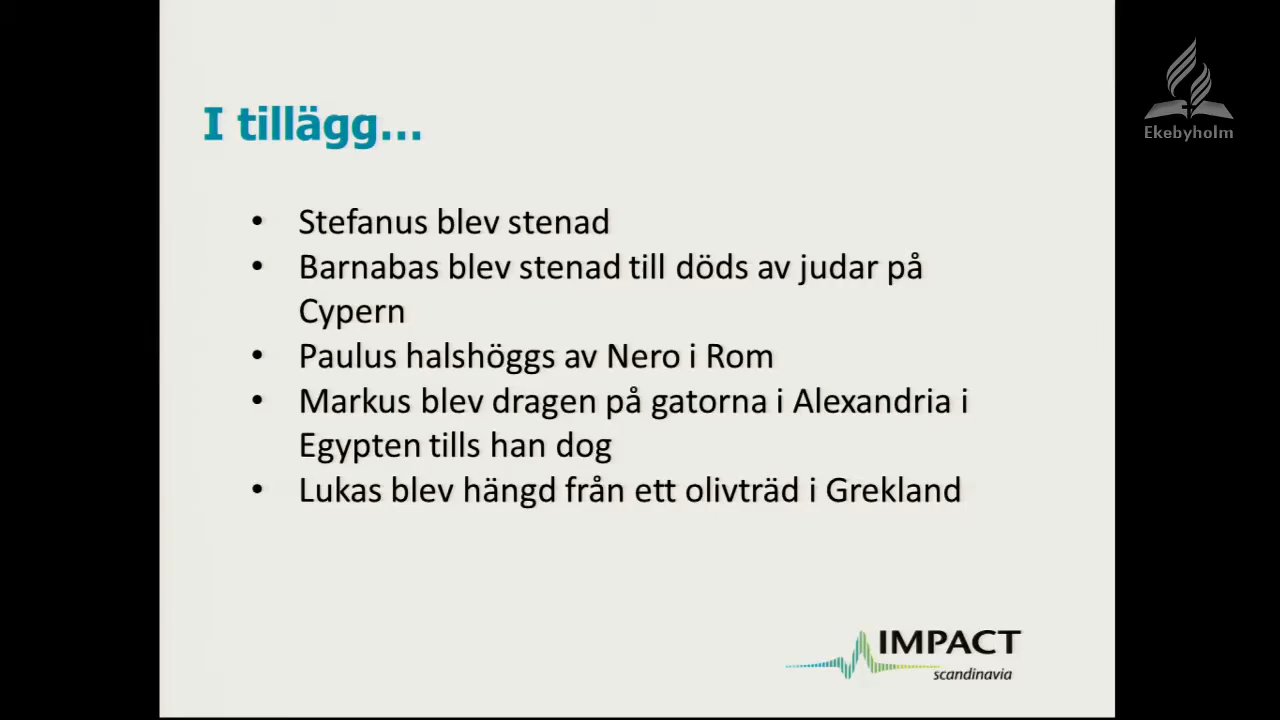 I tillägg...
• Stefanus blev stenad
• Barnabas blev stenad till döds av judar på
Cypern
• Paulus halshöggs av Nero i Rom
• Markus blev dragen på gatorna i Alexandria i
Egypten tills han dog
• Lukas blev hängd från ett olivträd i Grekland
IMPACT
scandinavia
Ekebyholm